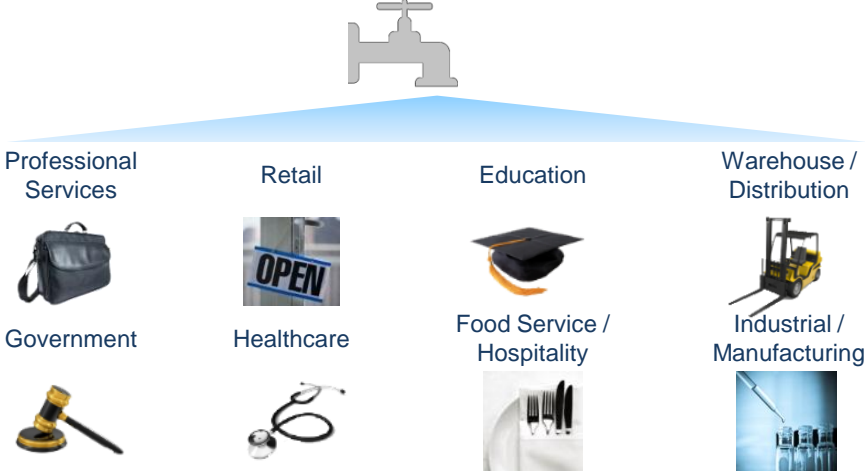 Professional
Services
Retail
Education
Warehouse /
Distribution
OPEN
Government
Healthcare
Food Service /
Hospitality
Industrial /
Manufacturing